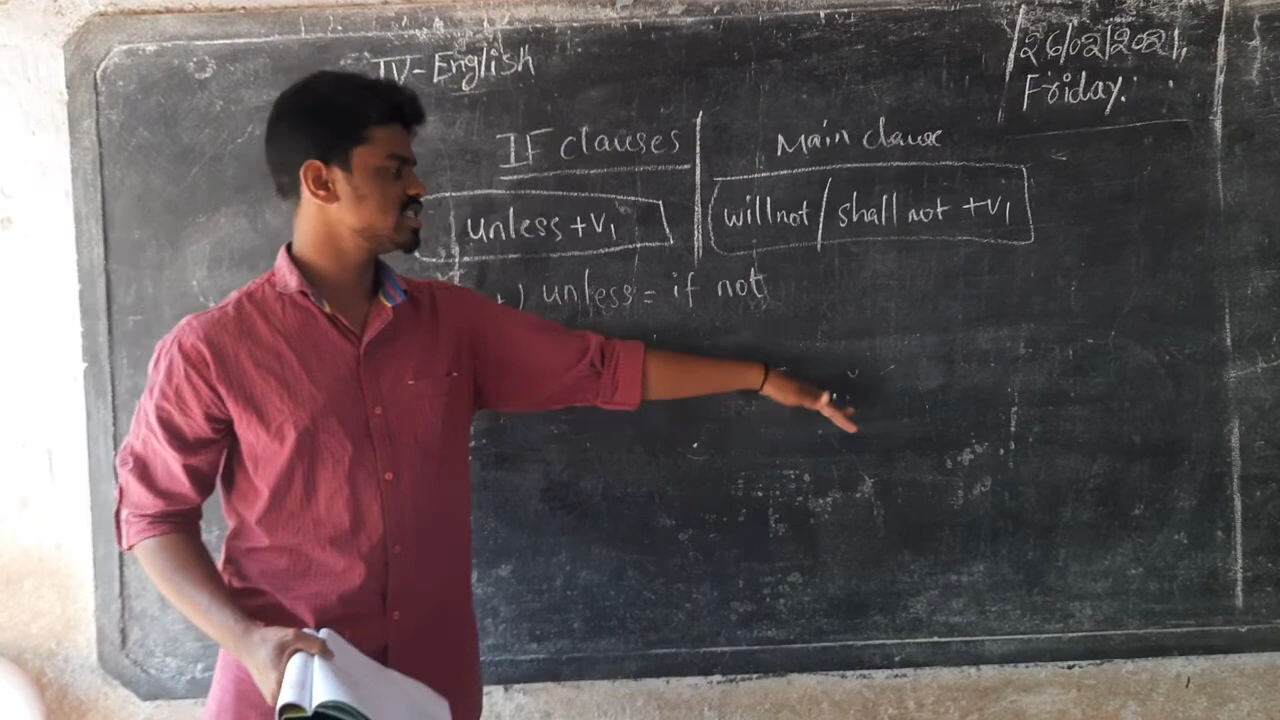 IV-English
26/02/2021,
Friday.
IF clauses
Main clause
unless+V1
will not/shall not +V1
unless = if not